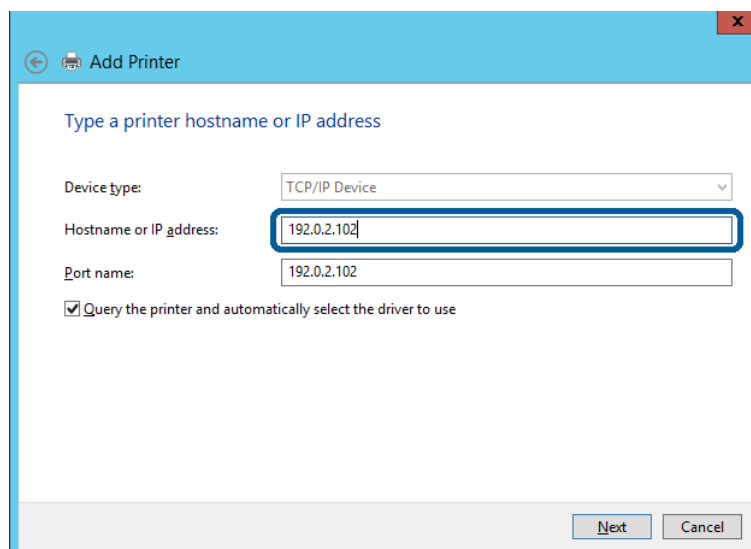 x
Add Printer
Type a printer hostname or IP address
Device type: TCP/IP Device
Hostname or IP address: 192.0.2.102
Port name: 192.0.2.102
Query the printer and automatically select the driver to use
Next Cancel